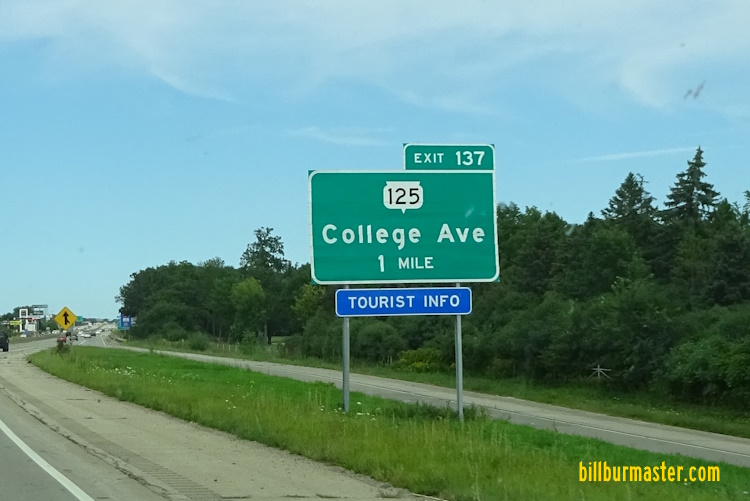 EXIT 137
125
College Ave
1 MILE
TOURIST INFO
billburmaster.com